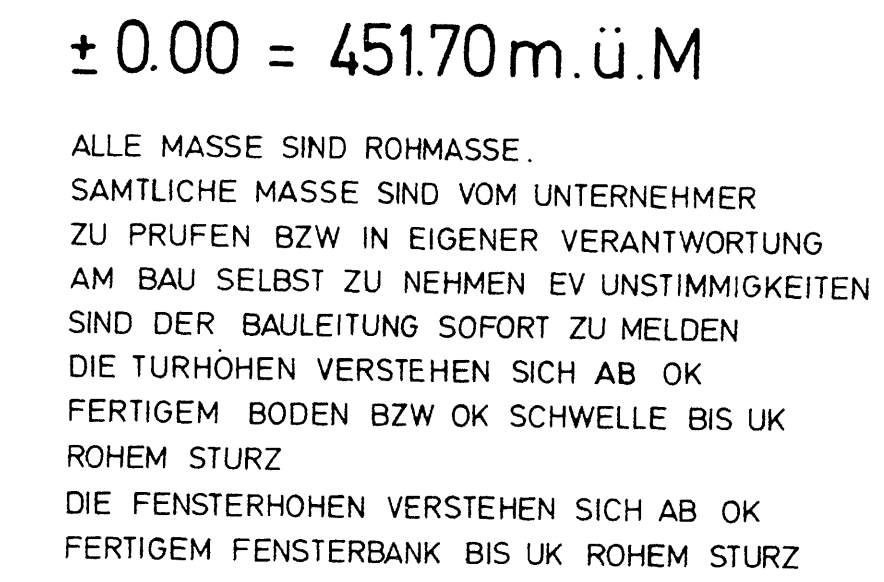 ± 0.00 = 451.70 m.ü.M
ALLE MASSE SIND ROHMASSE.
SAMTLICHE MASSE SIND VOM UNTERNEHMER
ZU PRUFEN BZW IN EIGENER VERANTWORTUNG
AM BAU SELBST ZU NEHMEN EV UNSTIMMIGKEITEN
SIND DER BAULEITUNG SOFORT ZU MELDEN
DIE TURHÖHEN VERSTEHEN SICH AB OK
FERTIGEM BODEN BZW OK SCHWELLE BIS UK
ROHEM STURZ
DIE FENSTERHOHEN VERSTEHEN SICH AB OK
FERTIGEM FENSTERBANK BIS UK ROHEM STURZ